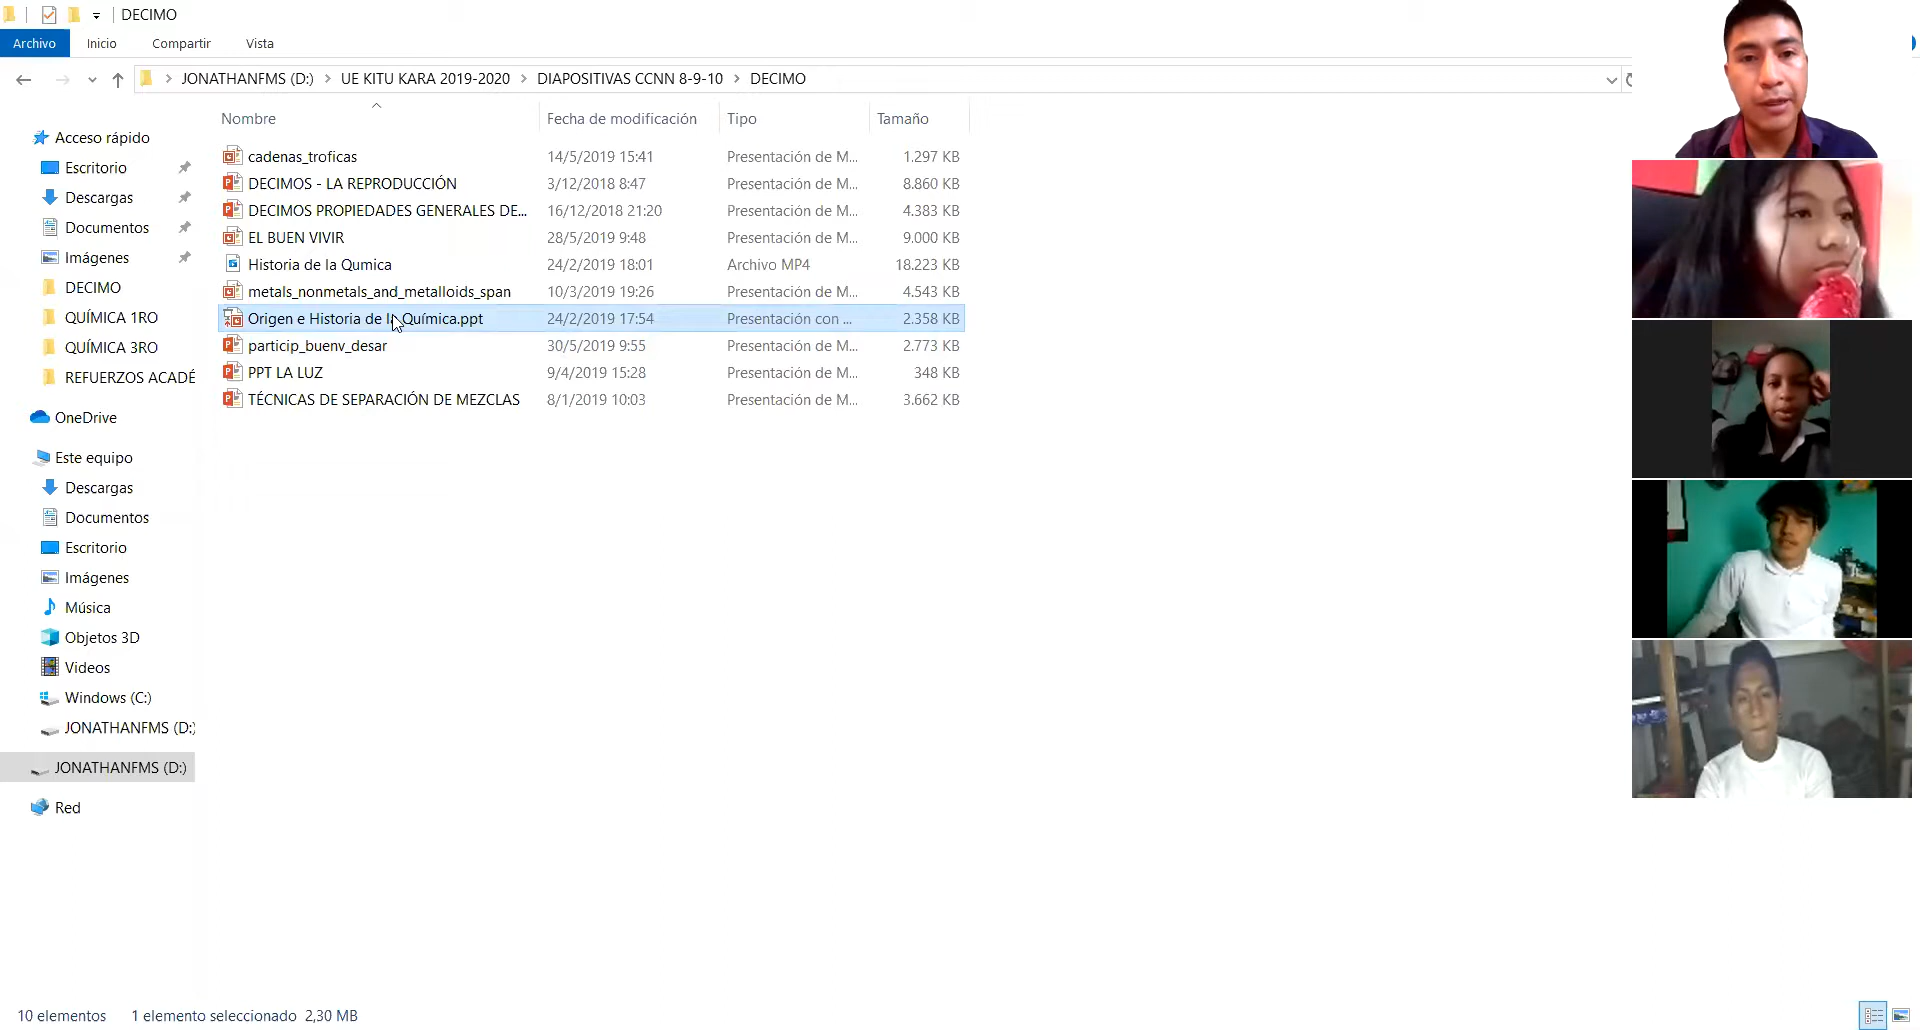 DECIMO
Archivo Inicio Compartir Vista
JONATHANFMS (D:) UE KITU KARA 2019-2020 DIAPOSITIVAS CCNN 8-9-10 DECIMO
Nombre Fecha de modificación Tipo Tamaño
cadenas_troficas 14/5/2019 15:41 Presentación de M... 1.297 KB
DECIMOS - LA REPRODUCCIÓN 3/12/2018 8:47 Presentación de M... 8.860 KB
DECIMOS PROPIEDADES GENERALES DE... 16/12/2018 21:20 Presentación de M... 4.383 KB
EL BUEN VIVIR 28/5/2019 9:48 Presentación de M... 9.000 KB
Historia de la Qumica 24/2/2019 18:01 Archivo MP4 18.223 KB
metals_nonmetals_and_metalloids_span 10/3/2019 19:26 Presentación de M... 4.543 KB
Origen e Historia de la Química.ppt 24/2/2019 17:54 Presentación con ... 2.358 KB
particip_buenv_desar 30/5/2019 9:55 Presentación de M... 2.773 KB
PPT LA LUZ 9/4/2019 15:28 Presentación de M... 348 KB
TÉCNICAS DE SEPARACIÓN DE MEZCLAS 8/1/2019 10:03 Presentación de M... 3.662 KB
Acceso rápido
Escritorio
Descargas
Documentos
Imágenes
DECIMO
QUÍMICA 1RO
QUÍMICA 3RO
REFUERZOS ACADÉ
OneDrive
Este equipo
Descargas
Documentos
Escritorio
Imágenes
Música
Objetos 3D
Videos
Windows (C:)
JONATHANFMS (D:)
JONATHANFMS (D:)
Red
10 elementos 1 elemento seleccionado 2,30 MB